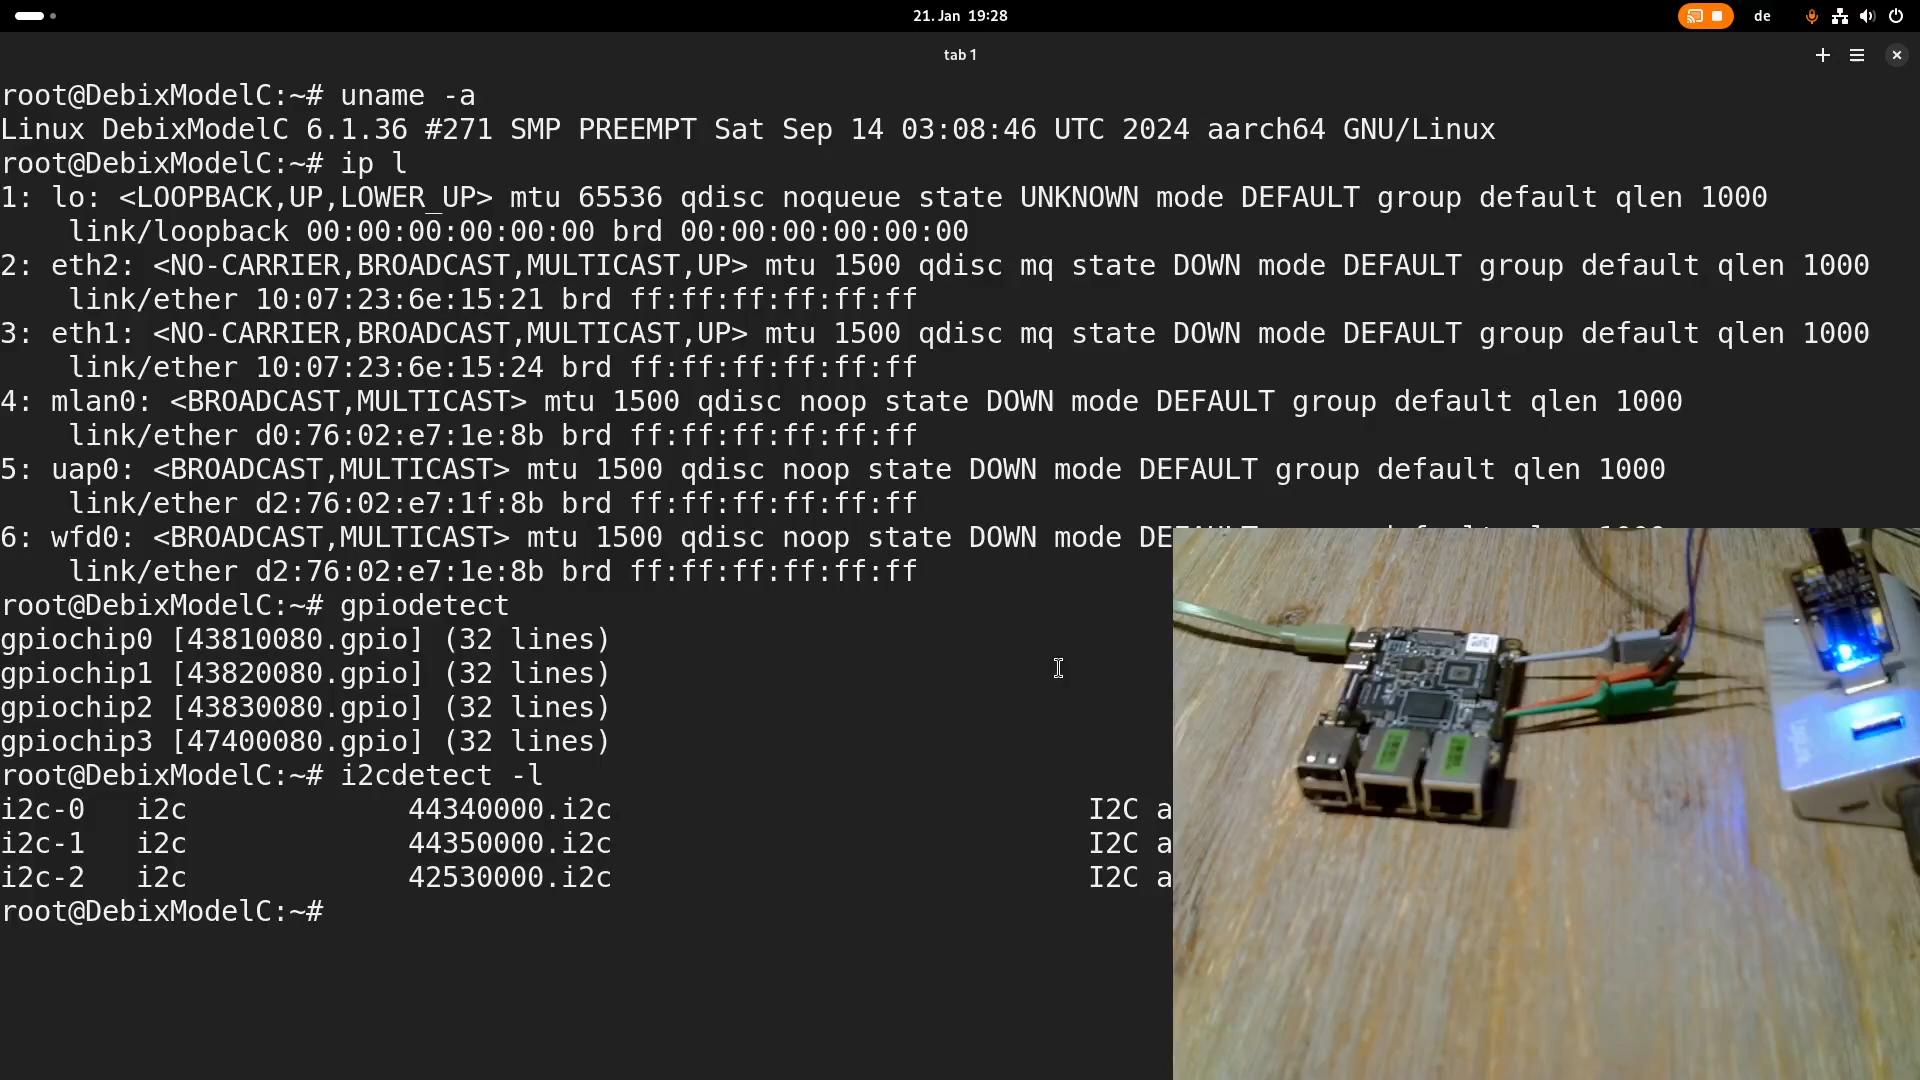 21. Jan 19:28
de
tab 1
root@DebixModelC:~# uname -a
Linux DebixModelC 6.1.36 #271 SMP PREEMPT Sat Sep 14 03:08:46 UTC 2024 aarch64 GNU/Linux
root@DebixModelC:~# ip l
1: lo: <LOOPBACK,UP,LOWER_UP> mtu 65536 qdisc noqueue state UNKNOWN mode DEFAULT group default qlen 1000
link/loopback 00:00:00:00:00:00 brd 00:00:00:00:00:00
2: eth2: <NO-CARRIER,BROADCAST,MULTICAST,UP> mtu 1500 qdisc mq state DOWN mode DEFAULT group default qlen 1000
link/ether 10:07:23:6e:15:21 brd ff:ff:ff:ff:ff:ff
3: eth1: <NO-CARRIER,BROADCAST,MULTICAST,UP> mtu 1500 qdisc mq state DOWN mode DEFAULT group default qlen 1000
link/ether 10:07:23:6e:15:24 brd ff:ff:ff:ff:ff:ff
4: mlan0: <BROADCAST,MULTICAST> mtu 1500 qdisc noop state DOWN mode DEFAULT group default qlen 1000
link/ether d0:76:02:e7:1e:8b brd ff:ff:ff:ff:ff:ff
5: uap0: <BROADCAST,MULTICAST> mtu 1500 qdisc noop state DOWN mode DEFAULT group default qlen 1000
link/ether d2:76:02:e7:1f:8b brd ff:ff:ff:ff:ff:ff
6: wfd0: <BROADCAST,MULTICAST> mtu 1500 qdisc noop state DOWN mode DE
link/ether d2:76:02:e7:1e:8b brd ff:ff:ff:ff:ff:ff
root@DebixModelC:~# gpiodetect
gpiochip0 [43810080.gpio] (32 lines)
gpiochip1 [43820080.gpio] (32 lines)
gpiochip2 [43830080.gpio] (32 lines)
gpiochip3 [47400080.gpio] (32 lines)
root@DebixModelC:~# i2cdetect -l
i2c-0 i2c 44340000.i2c I2C a
i2c-1 i2c 44350000.i2c I2C a
i2c-2 i2c 42530000.i2c I2C a
root@DebixModelC:~#